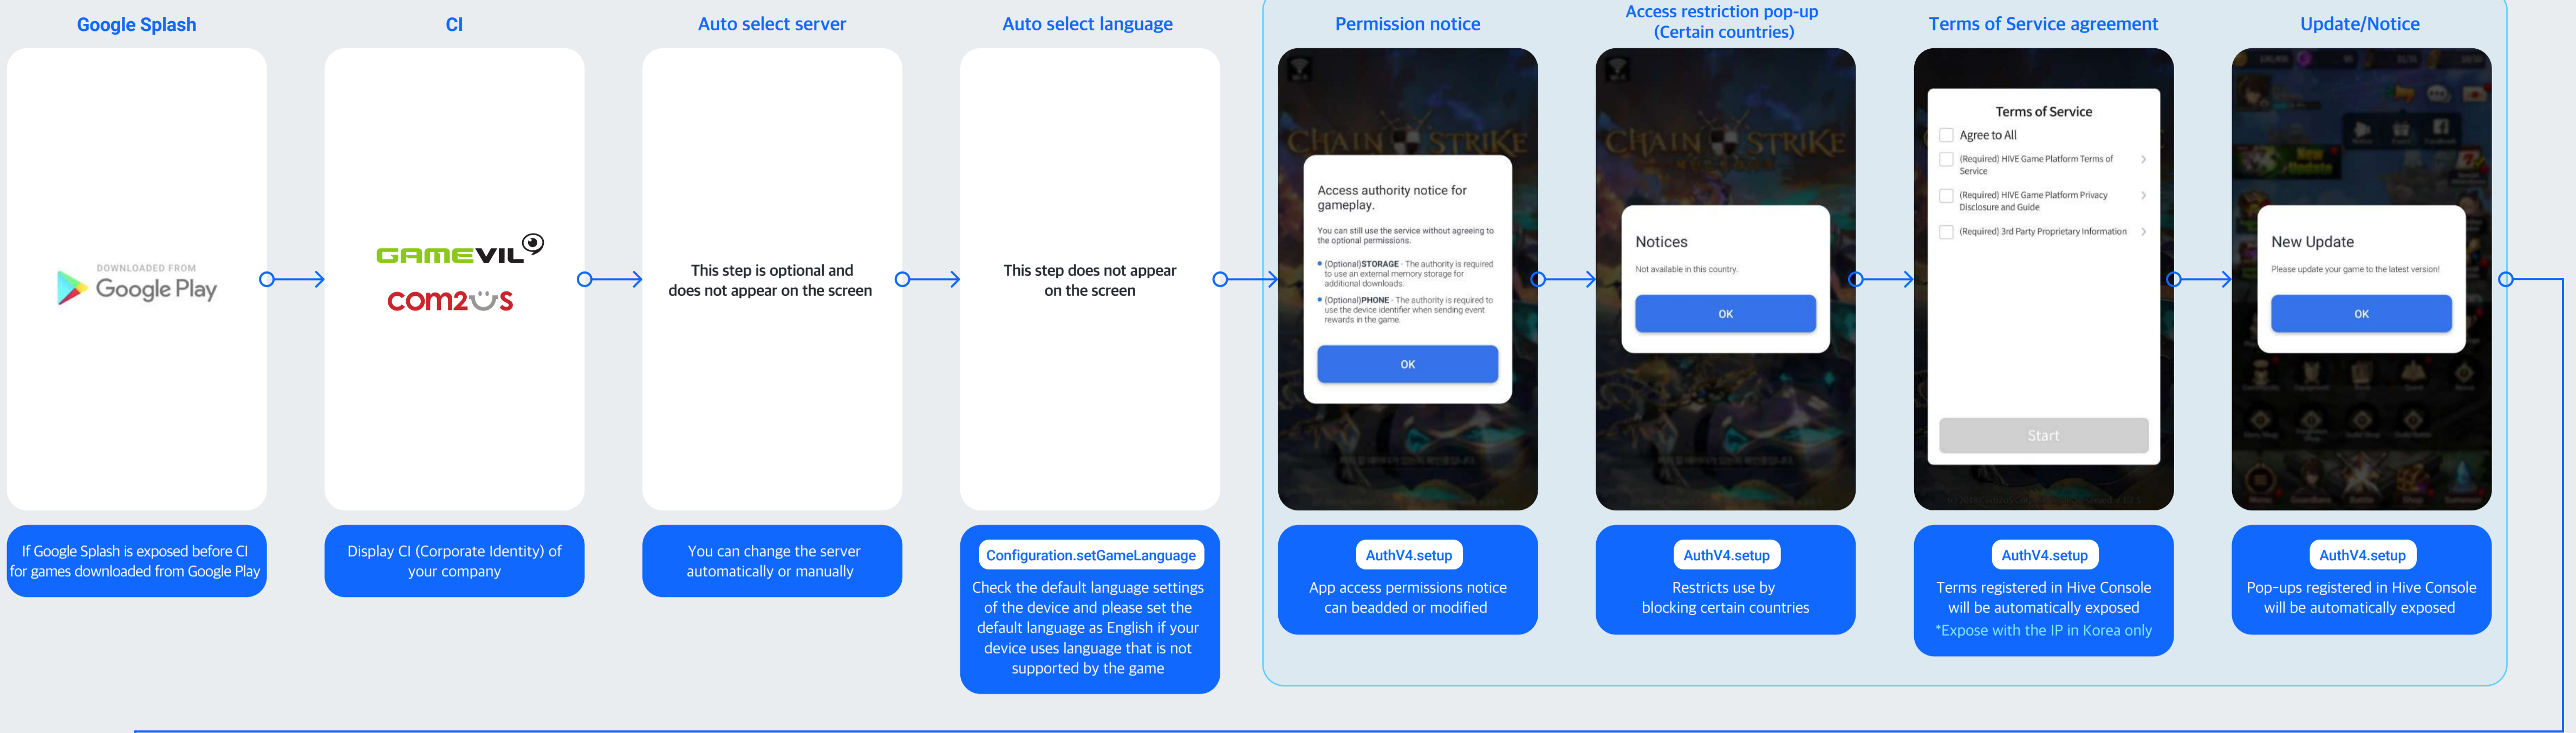 Google Splash
DOWNLOADED FROM
Google Play
If Google Splash is exposed before CI
for games downloaded from Google Play
CI
GAMEVIL
com2us
Display CI (Corporate Identity) of
your company
Auto select server
This step is optional and
does not appear on the screen
You can change the server
automatically or manually
Auto select language
This step does not appear
on the screen
Configuration.setGameLanguage
Check the default language settings
of the device and please set the
default language as English if your
device uses language that is not
supported by the game
Permission notice
CHAIN STRIKE
Access authority notice for
gameplay.
You can still use the service without agreeing to
the optional permissions.
• (Optional)STORAGE - The authority is required
to use an external memory storage for
additional downloads.
• (Optional)PHONE - The authority is required to
use the device identifier when sending event
rewards in the game.
OK
AuthV4.setup
App access permissions notice
can beadded or modified
Access restriction pop-up
(Certain countries)
CHAIN STRIKE
Notices
Not available in this country.
OK
AuthV4.setup
Restricts use by
blocking certain countries
Terms of Service agreement
Terms of Service
Agree to All
(Required) HIVE Game Platform Terms of
Service
(Required) HIVE Game Platform Privacy
Disclosure and Guide
(Required) 3rd Party Proprietary Information
Start
AuthV4.setup
Terms registered in Hive Console
will be automatically exposed
*Expose with the IP in Korea only
Update/Notice
New
Update
New Update
Please update your game to the latest version!
OK
AuthV4.setup
Pop-ups registered in Hive Console
will be automatically exposed